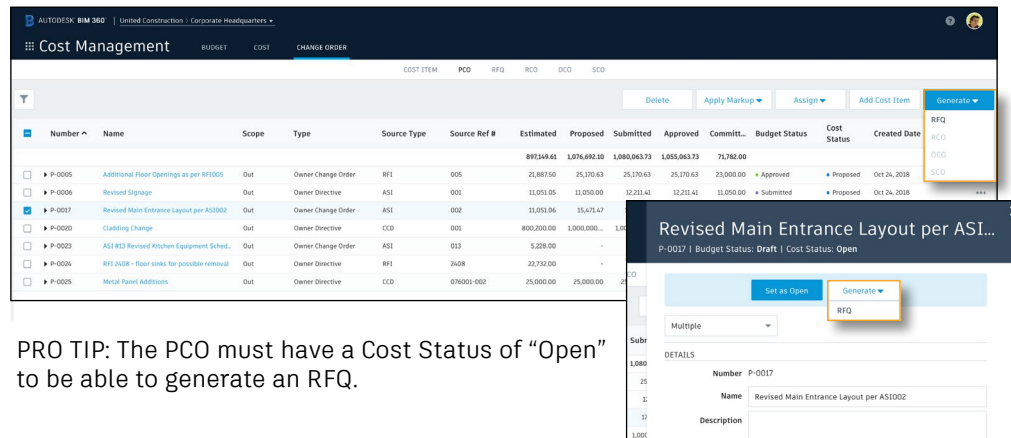 AUTODESK® BIM 360® | United Construction > Corporate Headquarters
Cost Management BUDGET COST CHANGE ORDER
COST ITEM PCO RFQ RCO OCO SCO
Delete Apply Markup Assign Add Cost Item Generate
RFQ
RCO
OCO
SCO
Number Name Scope Type Source Type Source Ref # Estimated Proposed Submitted Approved Committ... Budget Status Cost Status Created Date
897,149.61 1,076,692.10 1,080,063.73 1,055,063.73 71,782.00
P-0005 Additional Floor Openings as per RFI005 Out Owner Change Order RFI 005 21,887.50 25,170.63 25,170.63 25,170.63 23,000.00 Approved Proposed Oct 24, 2018
P-0006 Revised Signage Out Owner Directive ASI 001 11,051.05 11,050.00 12,211.41 12,211.41 11,050.00 Submitted Proposed Oct 24, 2018 •••
P-0017 Revised Main Entrance Layout per ASI002 Out Owner Change Order ASI 002 11,051.06 15,471.47
P-0020 Cladding Change Out Owner Directive CCD 001 800,200.00 1,000,000... 1,00
P-0023 ASI #13 Revised Kitchen Equipment Sched.. Out Owner Change Order ASI 013 5,228.00 -
P-0024 RFI 2408 - floor sinks for possible removal Out Owner Directive RFI 2408 22,732.00 -
P-0025 Metal Panel Additions Out Owner Directive CCD 076001-002 25,000.00 25,000.00 25
Revised Main Entrance Layout per ASI...
P-0017 | Budget Status: Draft | Cost Status: Open
CO
Set as Open Generate
RFQ
Multiple
Subr
DETAILS
1,080
Number P-0017
25
Name Revised Main Entrance Layout per ASI002
12
17
Description
1,000
PRO TIP: The PCO must have a Cost Status of “Open”
to be able to generate an RFQ.